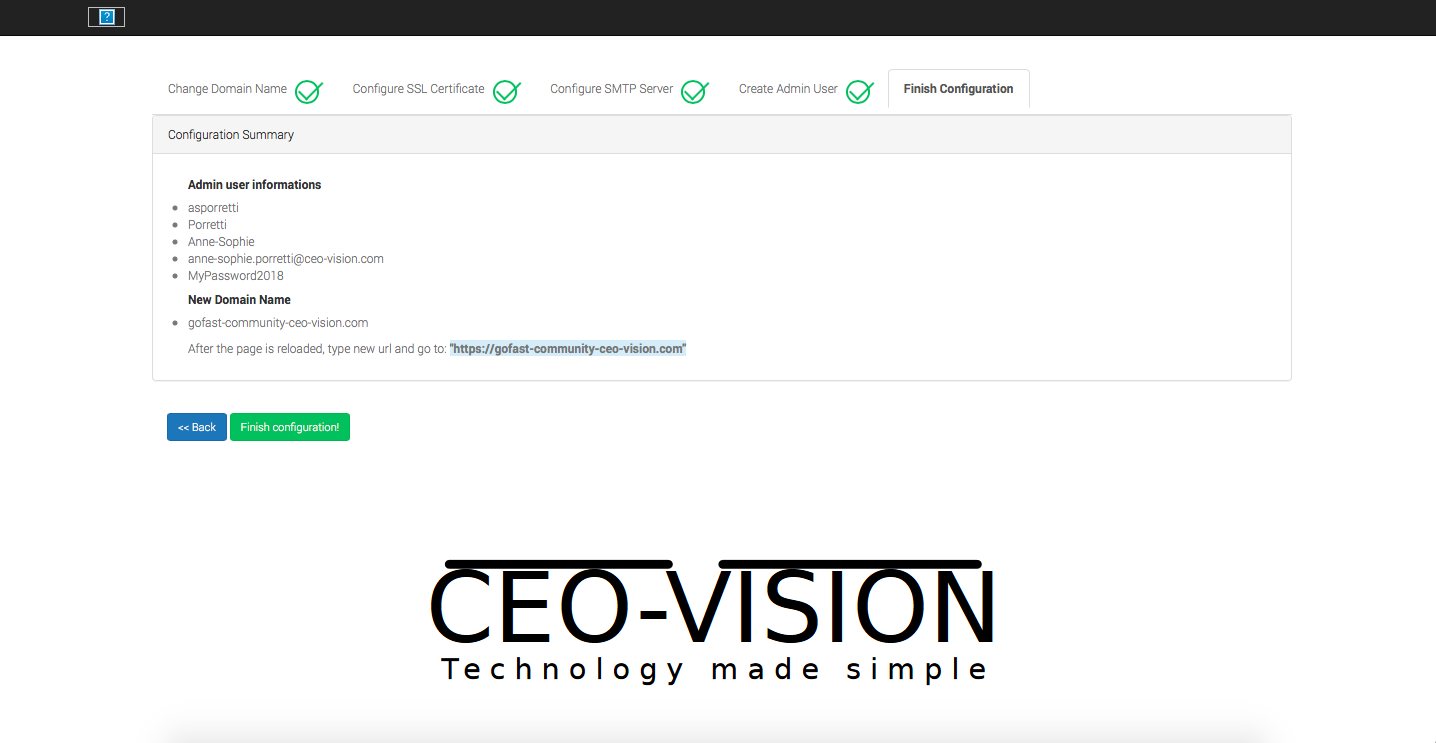 ?
Change Domain Name Configure SSL Certificate Configure SMTP Server Create Admin User Finish Configuration
Configuration Summary
Admin user informations
asporretti
Porretti
Anne-Sophie
anne-sophie.porretti@ceo-vision.com
MyPassword2018
New Domain Name
gofast-community-ceo-vision.com
After the page is reloaded, type new url and go to: "https://gofast-community-ceo-vision.com"
<< Back Finish configuration!
CEO-VISION
Technology made simple